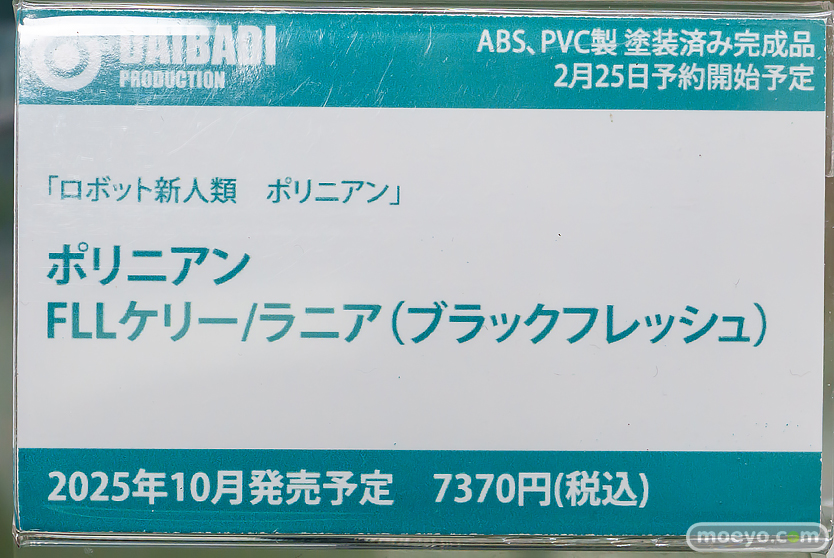 DAIBADI
PRODUCTION
ABS、PVC製 塗装済み完成品
2月25日予約開始予定
「ロボット新人類　ポリニアン」
ポリニアン
FLLケリー/ラニア（ブラックフレッシュ）
2025年10月発売予定　7370円(税込)
moeyo.com